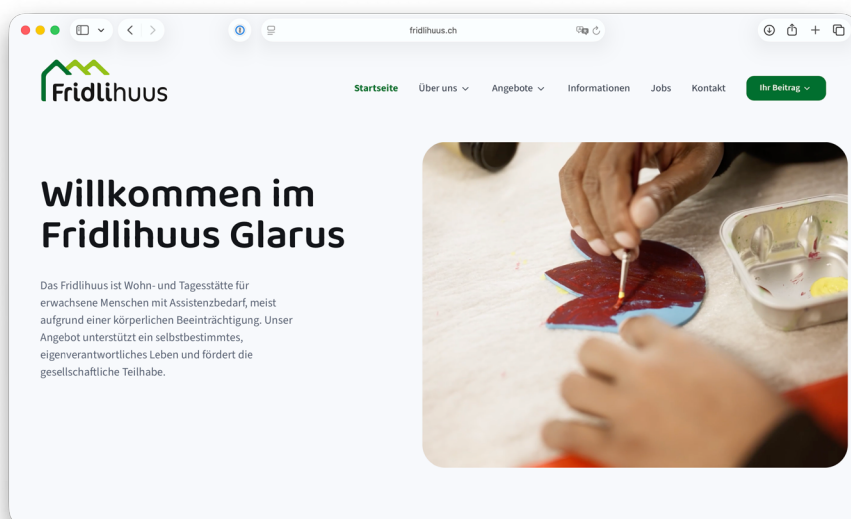 fridlihuus.ch
Fridlihuus
Startseite Über uns Angebote Informationen Jobs Kontakt Ihr Beitrag
Willkommen im
Fridlihuus Glarus
Das Fridlihuus ist Wohn- und Tagesstätte für
erwachsene Menschen mit Assistenzbedarf, meist
aufgrund einer körperlichen Beeinträchtigung. Unser
Angebot unterstützt ein selbstbestimmtes,
eigenverantwortliches Leben und fördert die
gesellschaftliche Teilhabe.